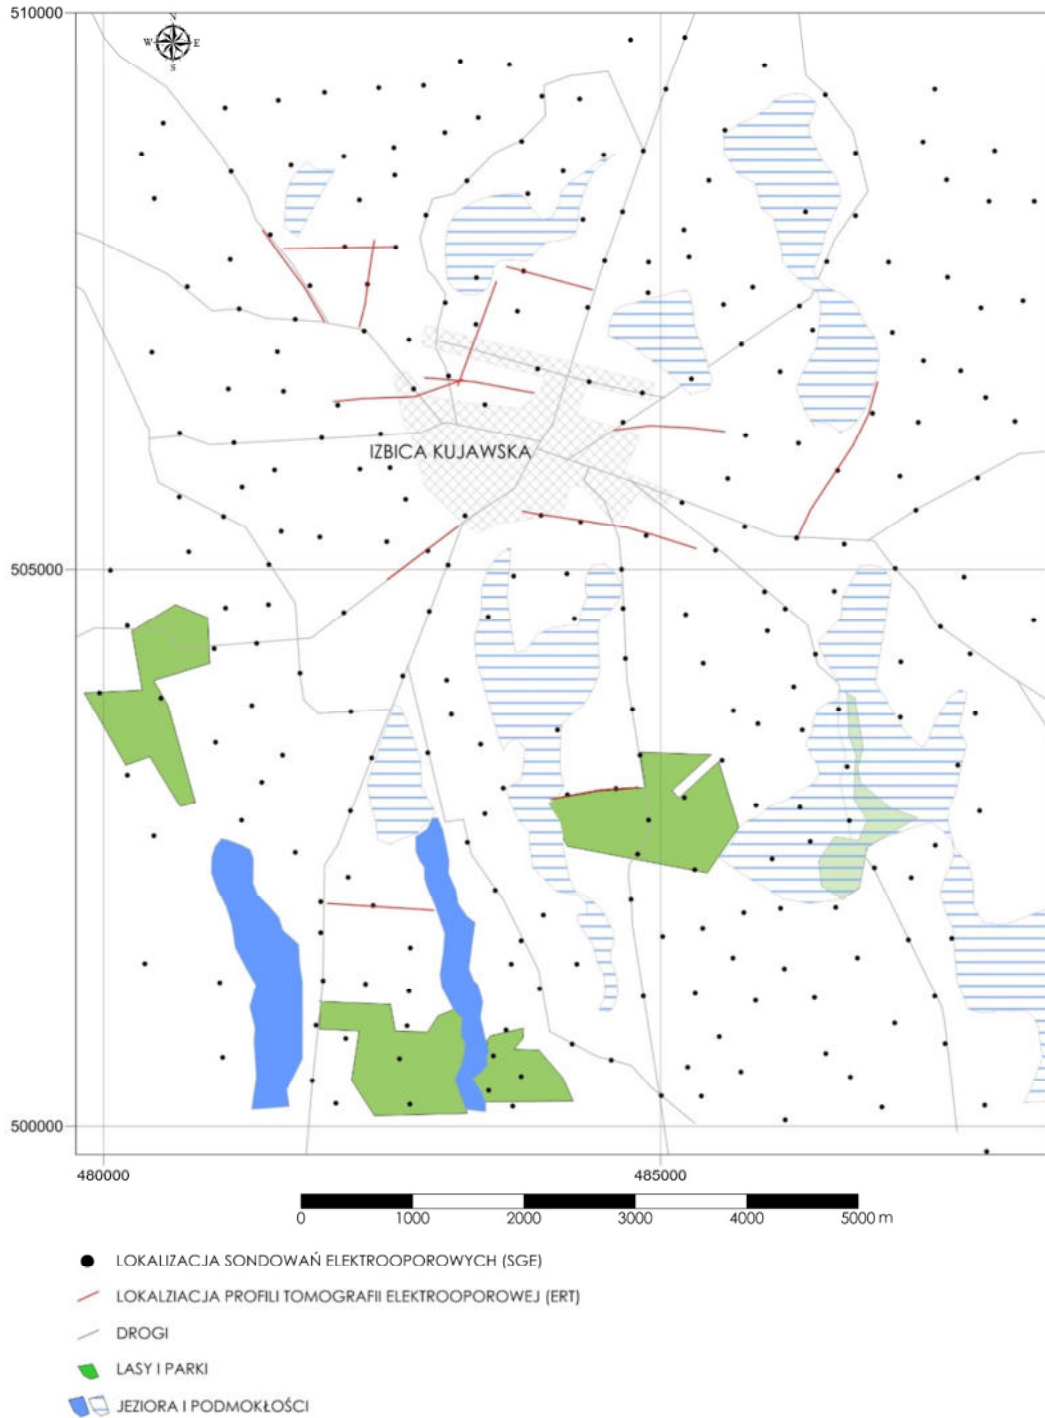 510000
N
W E
S
IZBICA KUJAWSKA
505000
500000
480000 485000
0 1000 2000 3000 4000 5000 m
LOKALIZACJA SONDOWAŃ ELEKTROOPOROWYCH (SGE)
LOKALZIACJA PROFILI TOMOGRAFII ELEKTROOPOROWEJ (ERT)
DROGI
LASY I PARKI
JEZIORA I PODMOKŁOŚCI